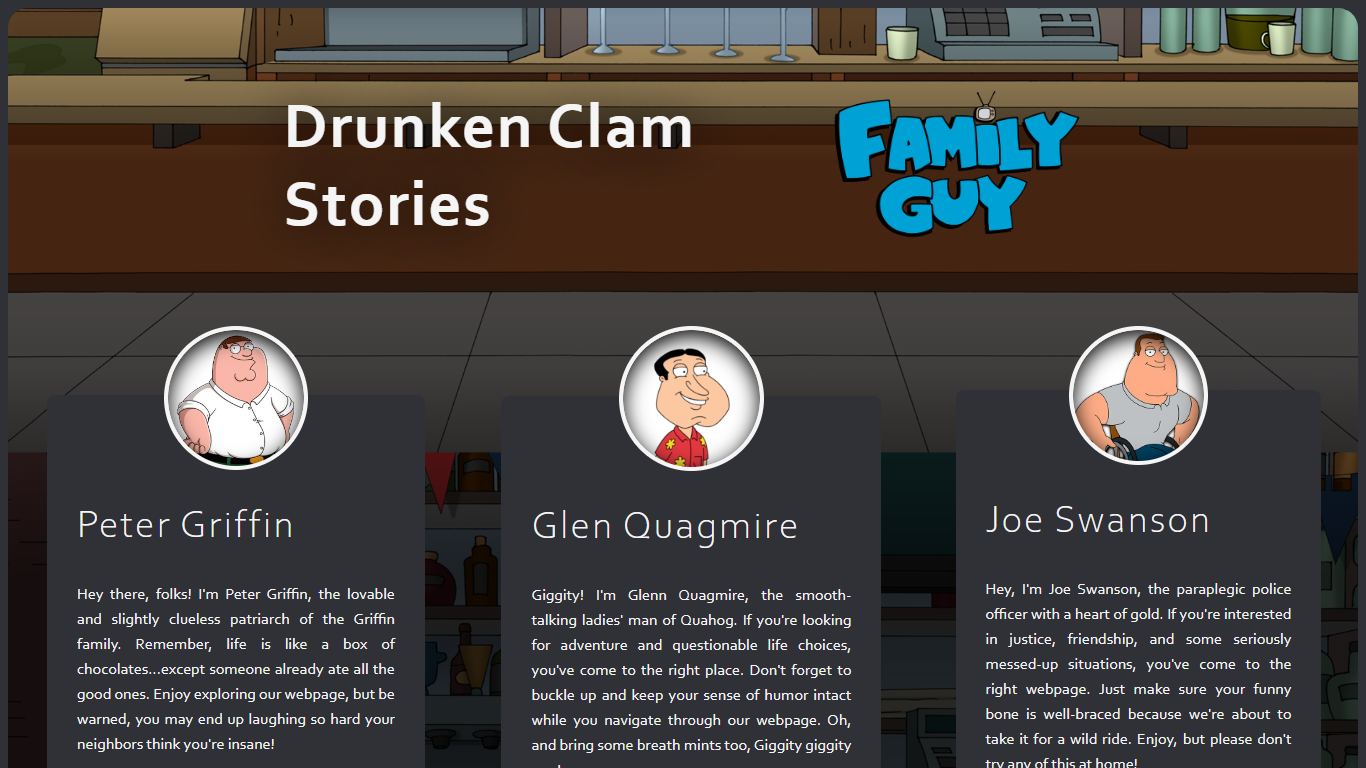 Drunken Clam
Stories
FAMILY
GUY
Peter Griffin
Hey there, folks! I'm Peter Griffin, the lovable
and slightly clueless patriarch of the Griffin
family. Remember, life is like a box of
chocolates...except someone already ate all the
good ones. Enjoy exploring our webpage, but be
warned, you may end up laughing so hard your
neighbors think you're insane!
Glen Quagmire
Giggity! I'm Glenn Quagmire, the smooth-
talking ladies' man of Quahog. If you're looking
for adventure and questionable life choices,
you've come to the right place. Don't forget to
buckle up and keep your sense of humor intact
while you navigate through our webpage. Oh,
and bring some breath mints too, Giggity giggity
Joe Swanson
Hey, I'm Joe Swanson, the paraplegic police
officer with a heart of gold. If you're interested
in justice, friendship, and some seriously
messed-up situations, you've come to the
right webpage. Just make sure your funny
bone is well-braced because we're about to
take it for a wild ride. Enjoy, but please don't
try any of this at home!